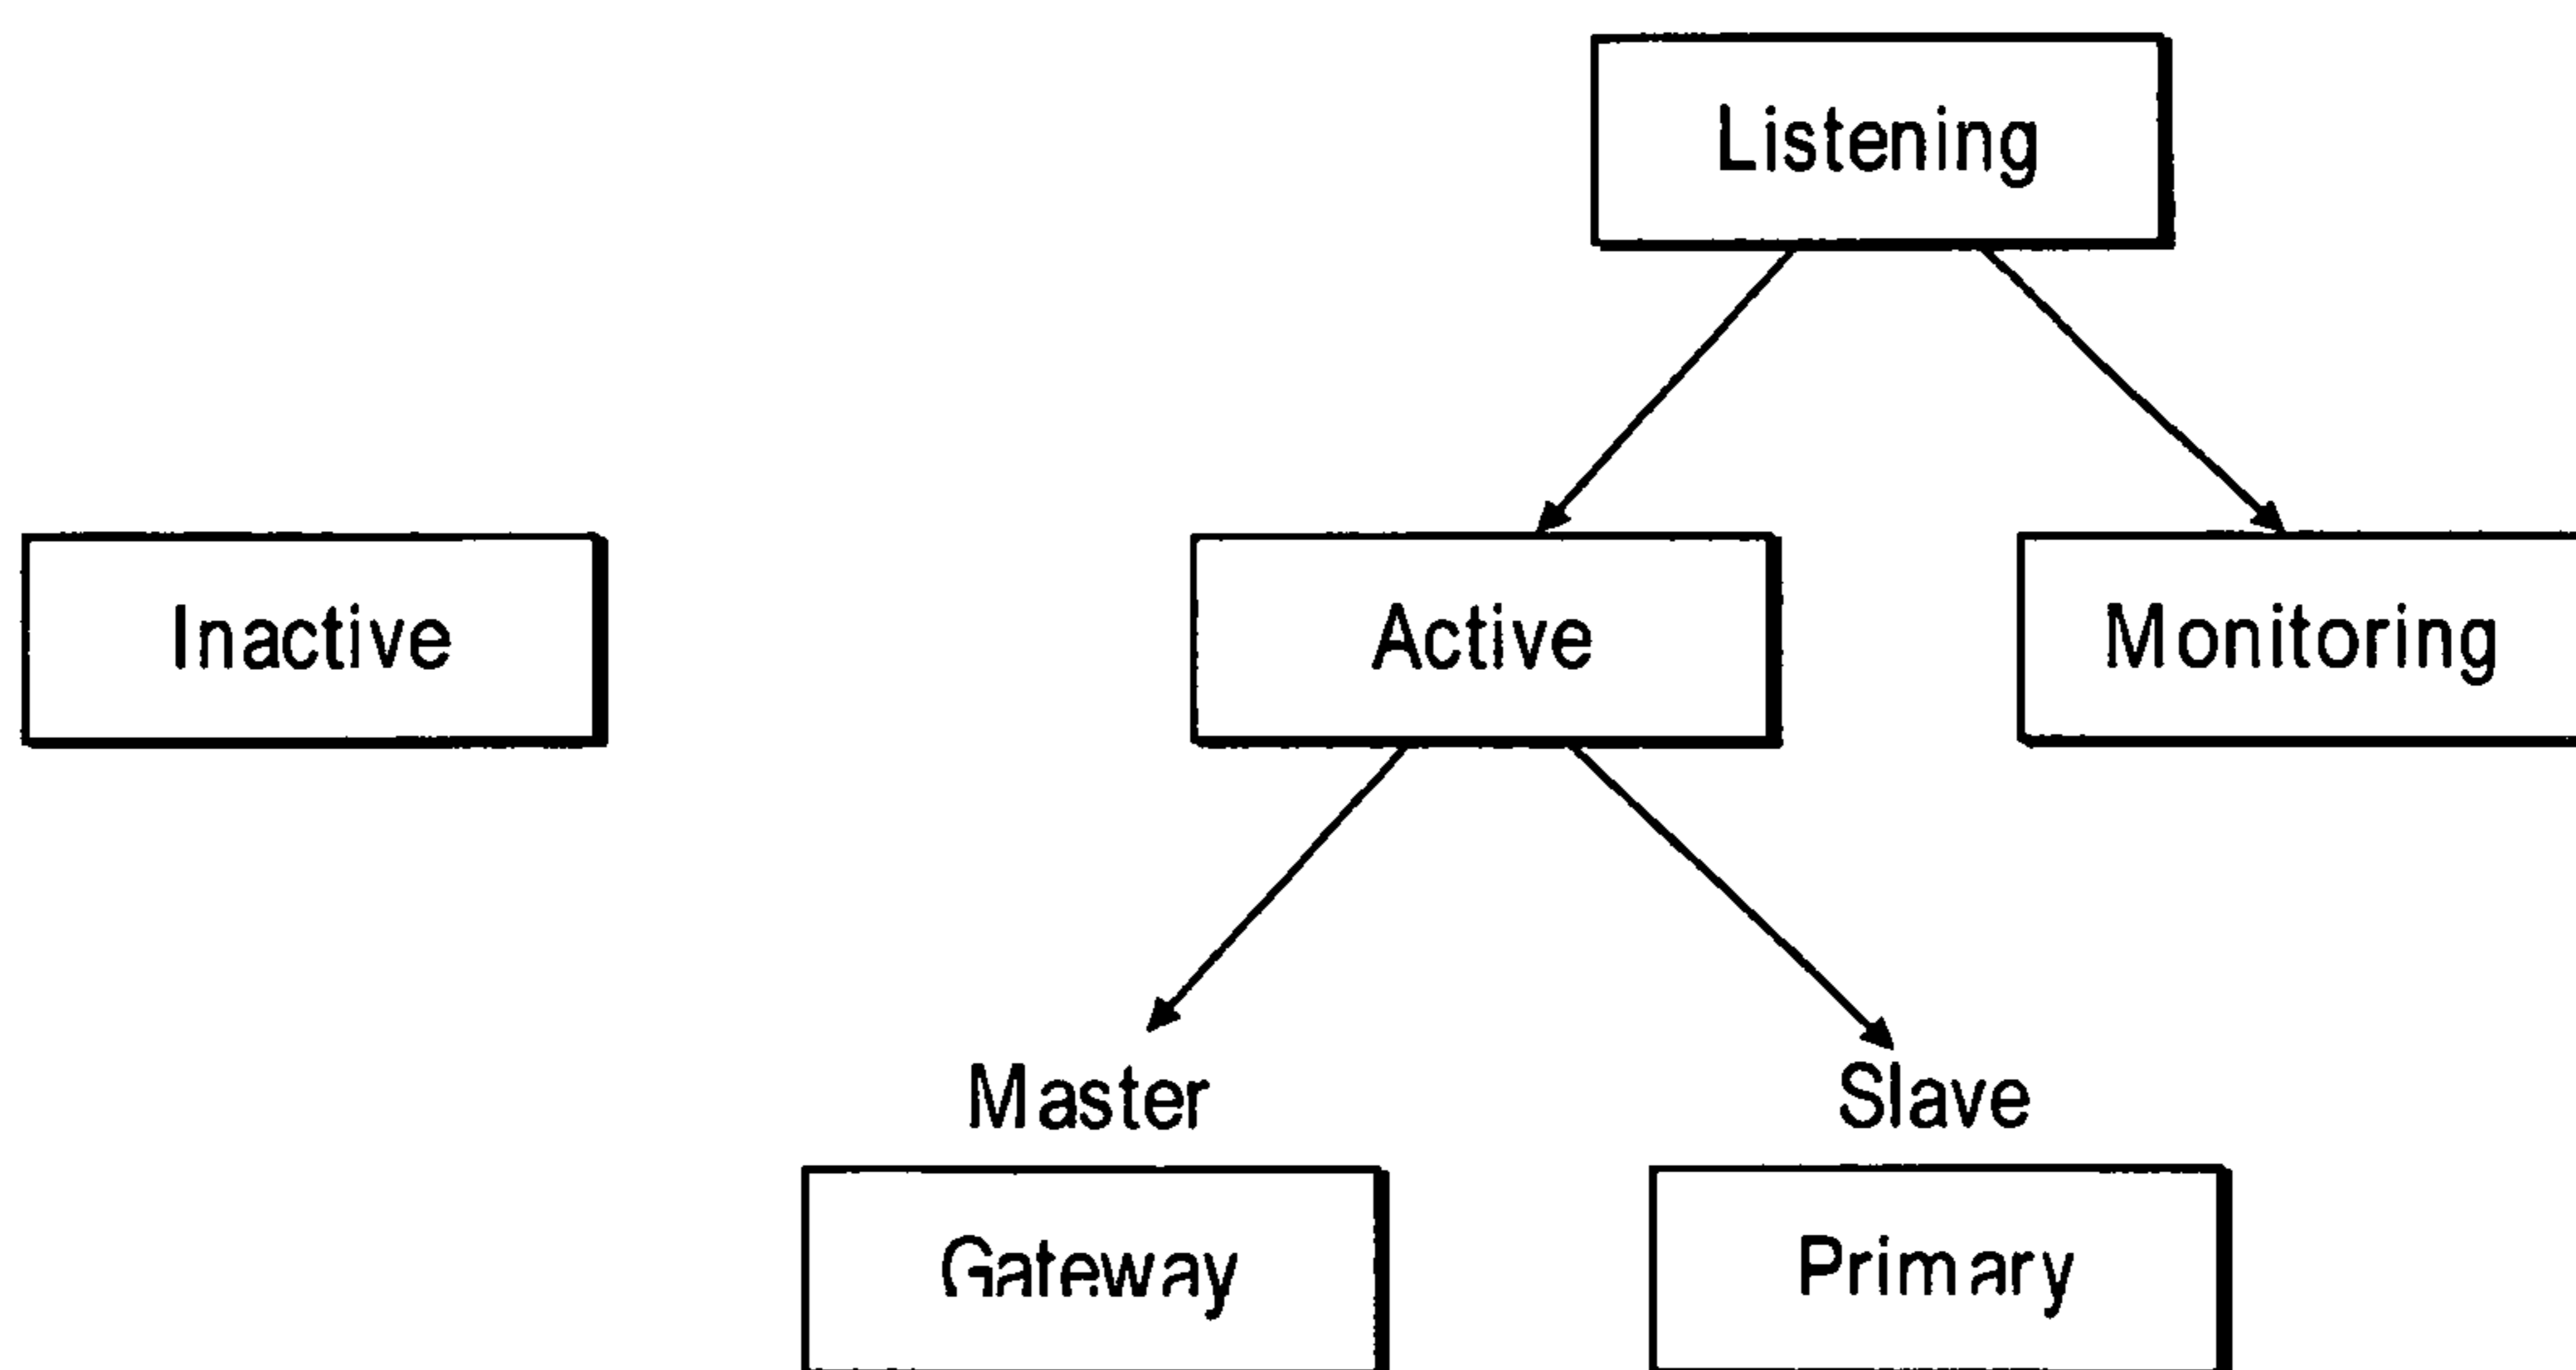 Listening
Inactive
Active
Monitoring
Master
Slave
Gateway
Primary